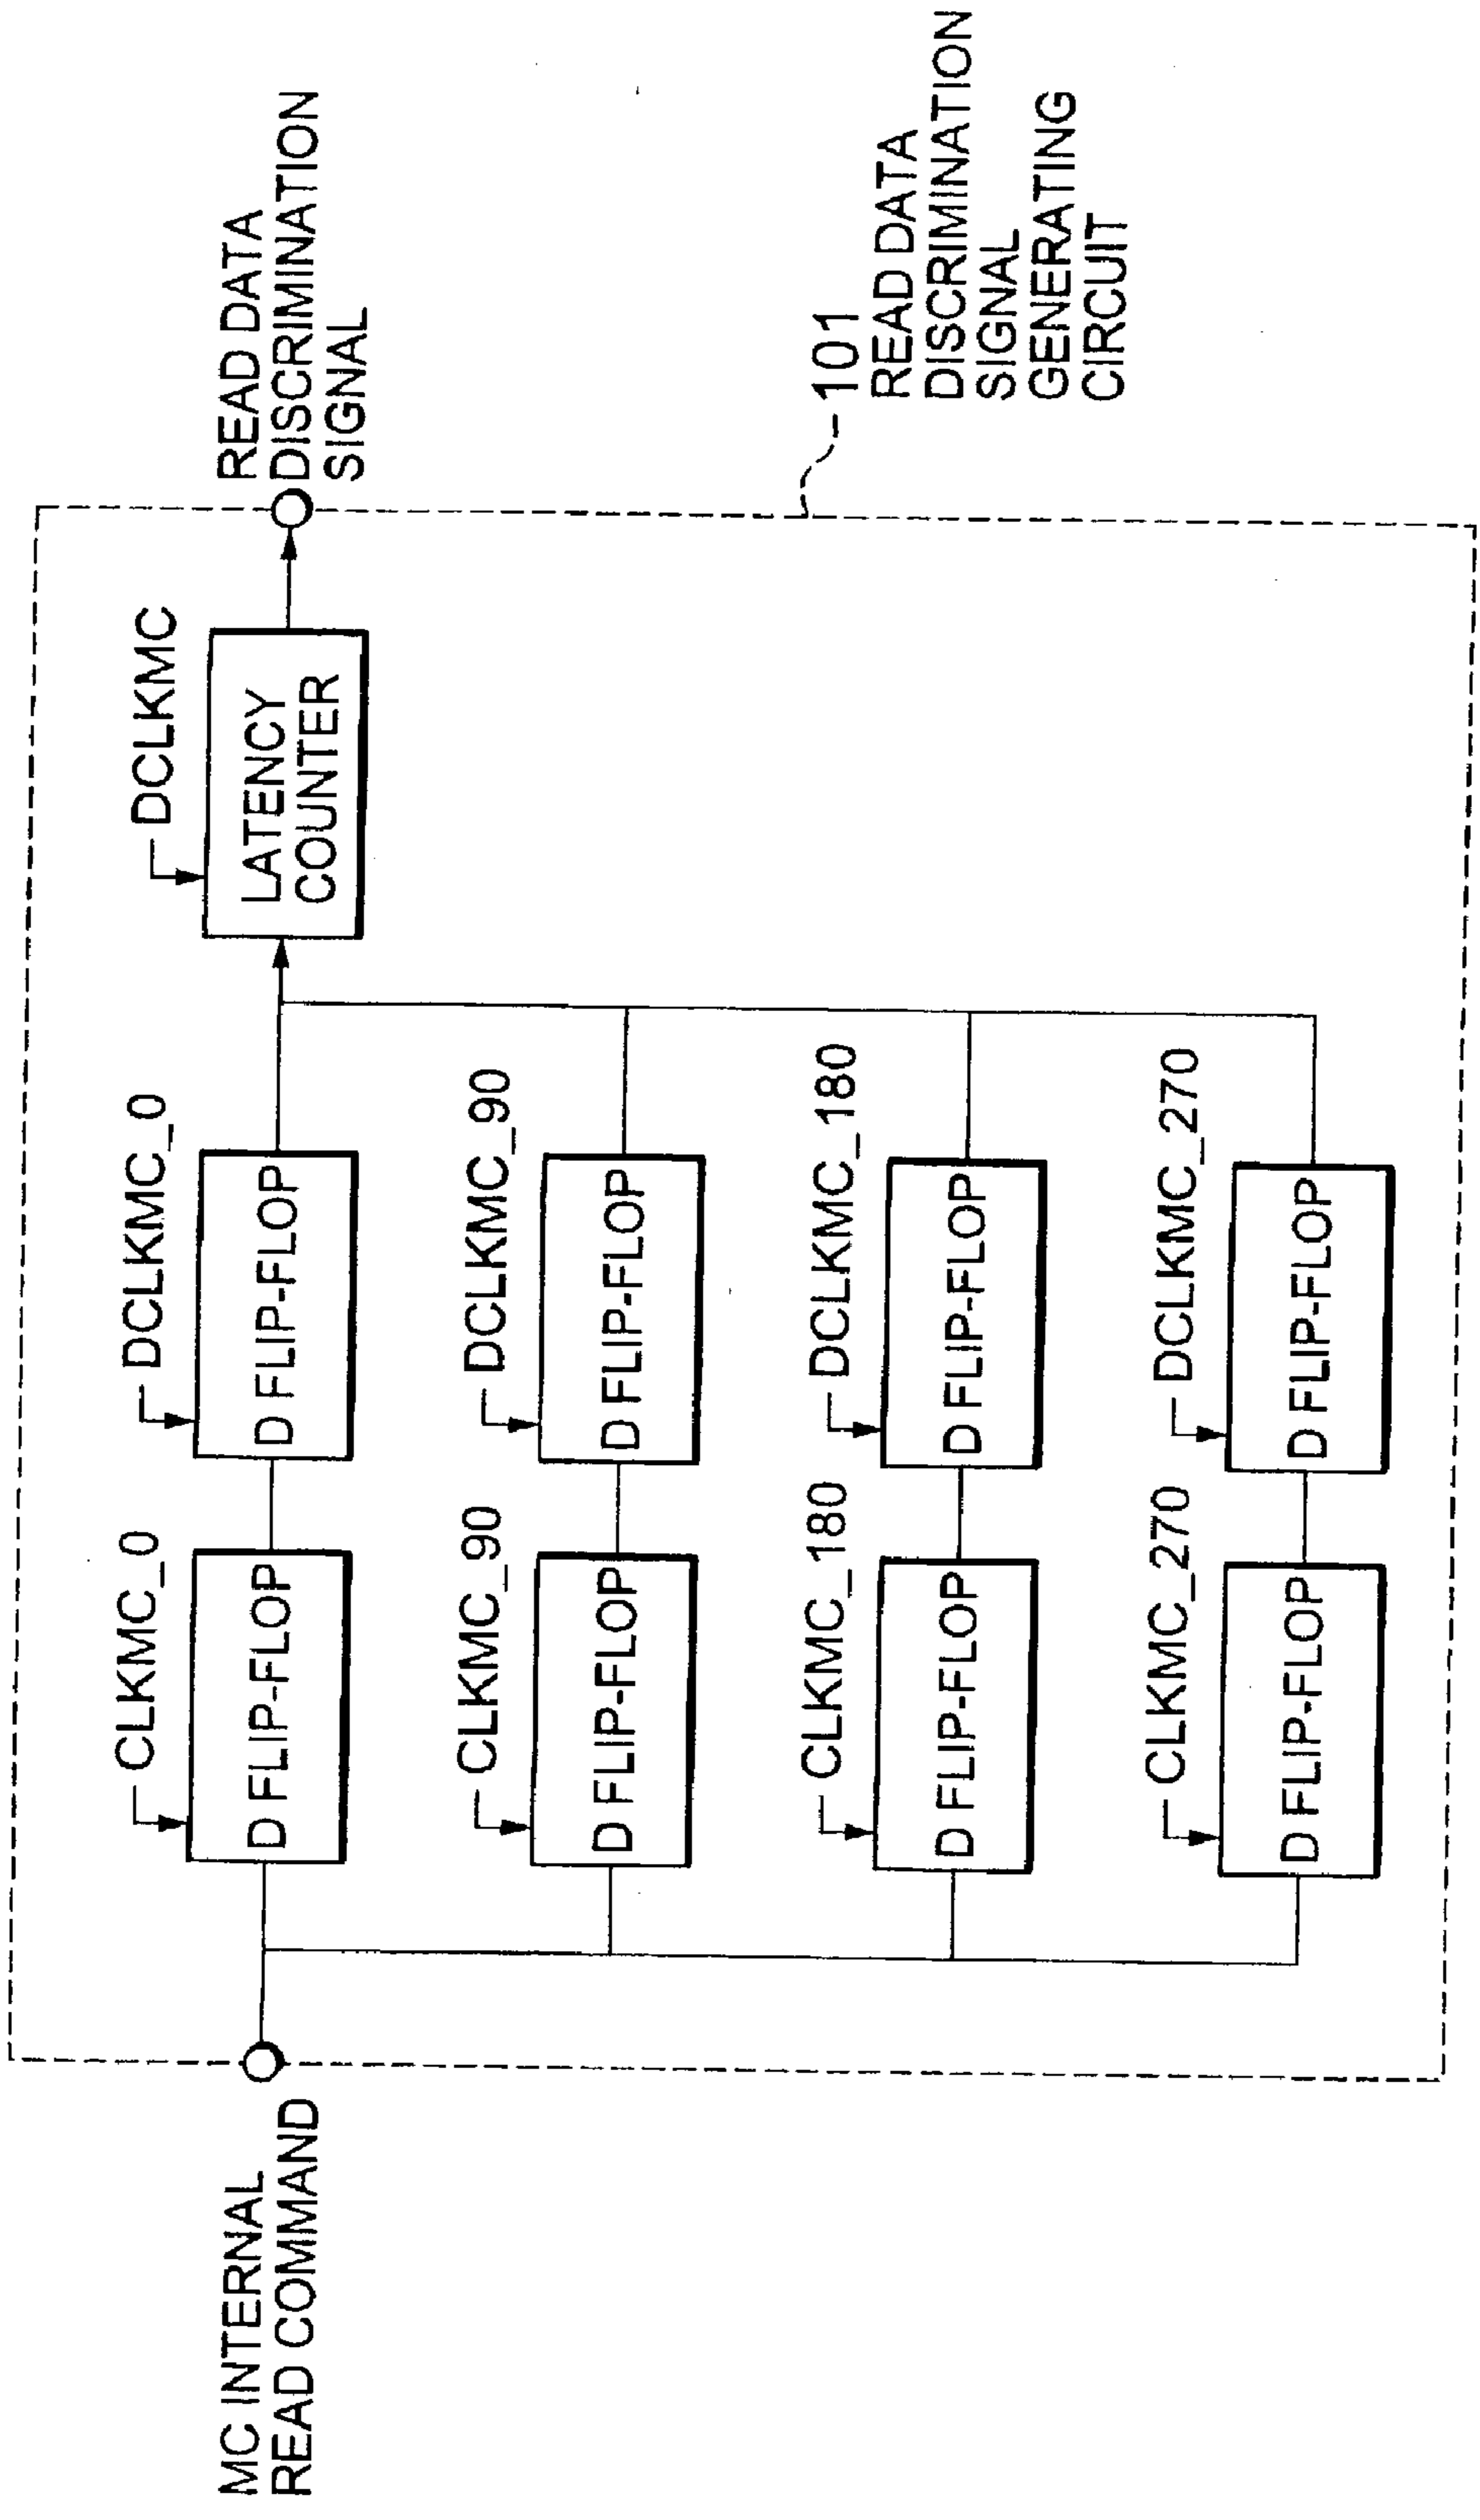 MC INTERNAL
READ COMMAND
CLKMC_0
D FLIP-FLOP
DCLKMC_0
D FLIP-FLOP
CLKMC_90
D FLIP-FLOP
DCLKMC_90
D FLIP-FLOP
CLKMC_180
D FLIP-FLOP
DCLKMC_180
D FLIP-FLOP
CLKMC_270
D FLIP-FLOP
DCLKMC_270
D FLIP-FLOP
DCLKMC
LATENCY
COUNTER
READ DATA
DISCRIMINATION
SIGNAL
101
READ DATA
DISCRIMINATION
SIGNAL
GENERATING
CIRCUIT